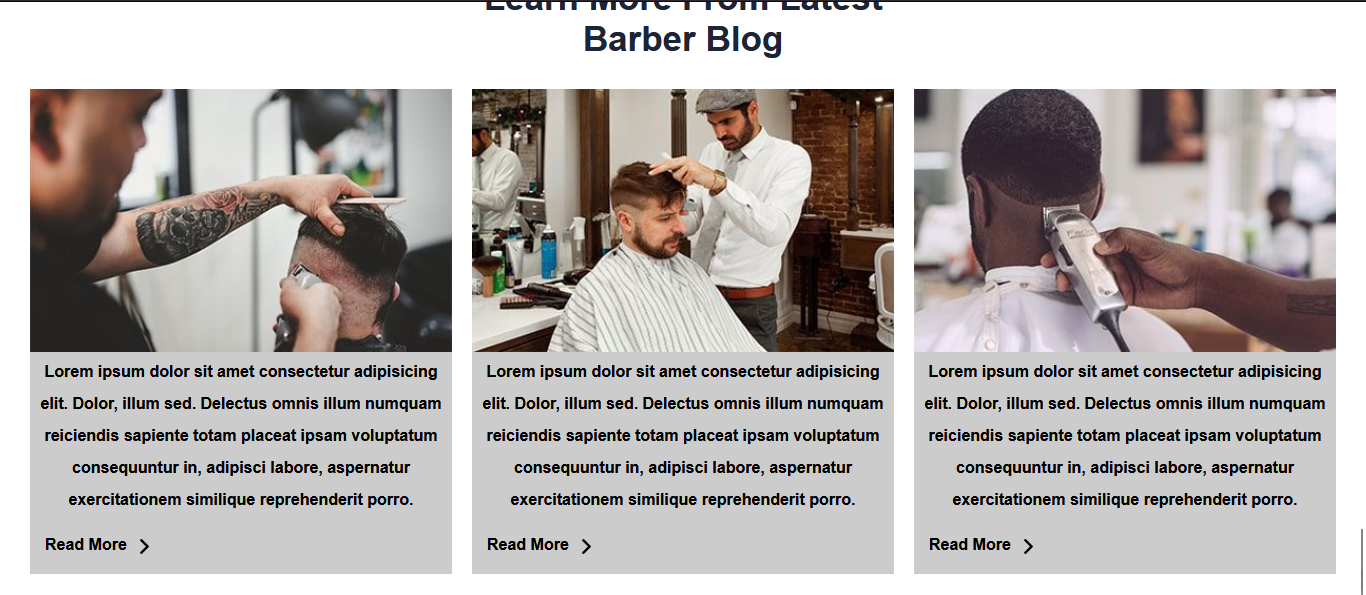 Learn More From Latest
Barber Blog
Lorem ipsum dolor sit amet consectetur adipisicing
elit. Dolor, illum sed. Delectus omnis illum numquam
reiciendis sapiente totam placeat ipsam voluptatum
consequuntur in, adipisci labore, aspernatur
exercitationem similique reprehenderit porro.
Read More
Lorem ipsum dolor sit amet consectetur adipisicing
elit. Dolor, illum sed. Delectus omnis illum numquam
reiciendis sapiente totam placeat ipsam voluptatum
consequuntur in, adipisci labore, aspernatur
exercitationem similique reprehenderit porro.
Read More
Lorem ipsum dolor sit amet consectetur adipisicing
elit. Dolor, illum sed. Delectus omnis illum numquam
reiciendis sapiente totam placeat ipsam voluptatum
consequuntur in, adipisci labore, aspernatur
exercitationem similique reprehenderit porro.
Read More